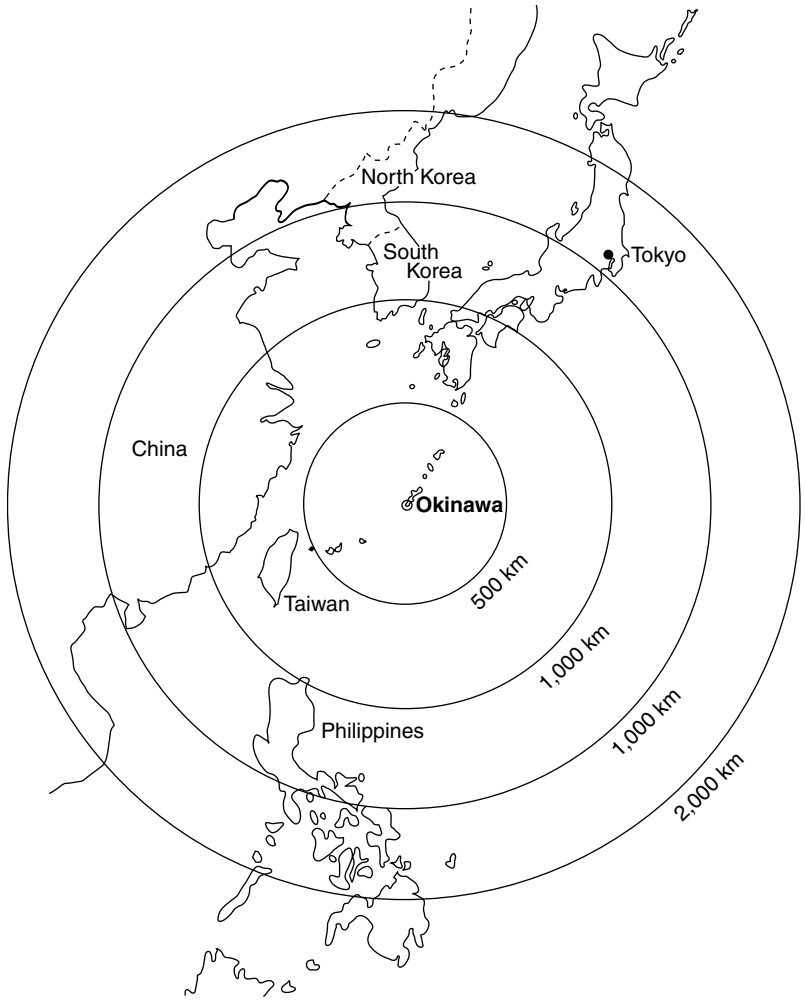 North Korea
South
Korea
Tokyo
China
Okinawa
500 km
Taiwan
1,000 km
Philippines
1,000 km
2,000 km